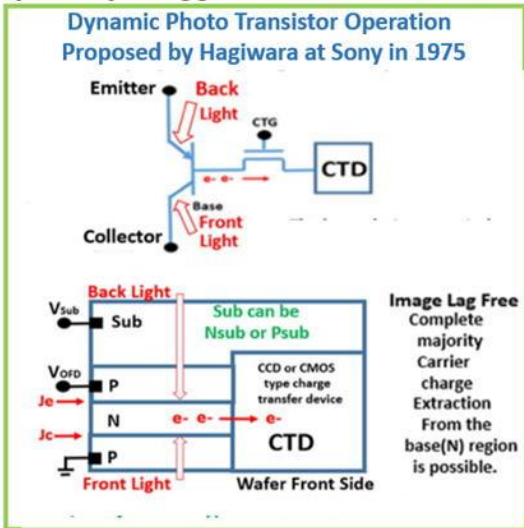 Dynamic Photo Transistor Operation
Proposed by Hagiwara at Sony in 1975
Emitter
Back
Light
CTG
e- e-
CTD
Base
Front
Light
Collector
Back Light
VSub
Sub
Sub can be
Nsub or Psub
VOFD
P
Je
N
e- e-
e-
Jc
P
Front Light
CCD or CMOS
type charge
transfer device
CTD
Wafer Front Side
Image Lag Free
Complete
majority
Carrier
charge
Extraction
From the
base(N) region
is possible.